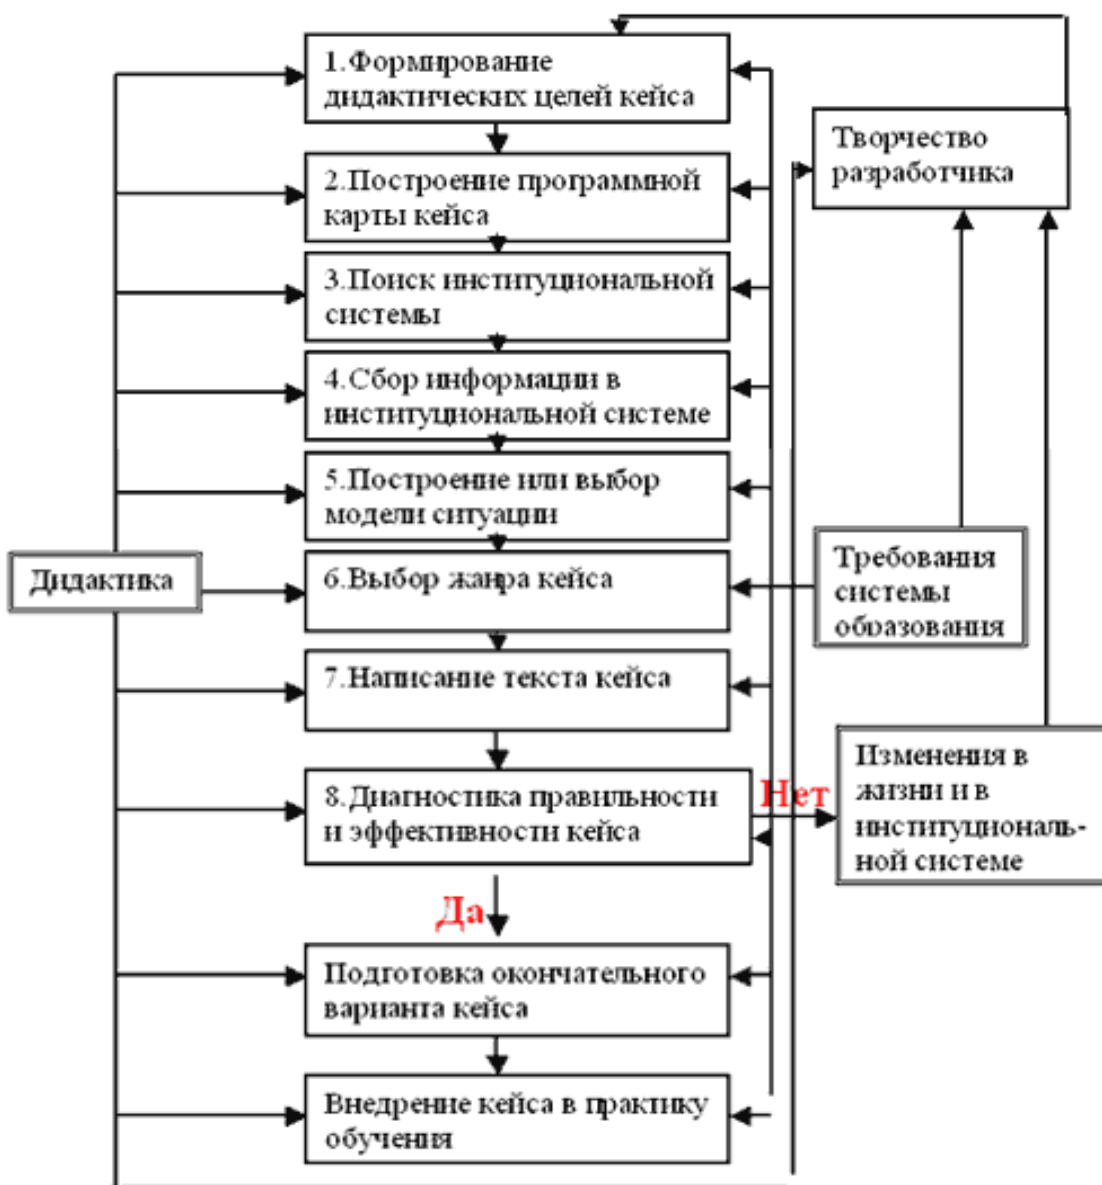 1.Формирование
дидактических целей кейса
Творчество
разработчика
2.Построение программной
карты кейса
3.Поиск институциональной
системы
4.Сбор информации в
институциональной системе
5.Построение или выбор
модели ситуации
Дидактика
6.Выбор жанра кейса
Требования
системы
образования
7.Написание текста кейса
8.Диагностика правильности
и эффективности кейса
Нет
Изменения в
жизни и в
институциональ-
ной системе
Да
Подготовка окончательного
варианта кейса
Внедрение кейса в практику
обучения